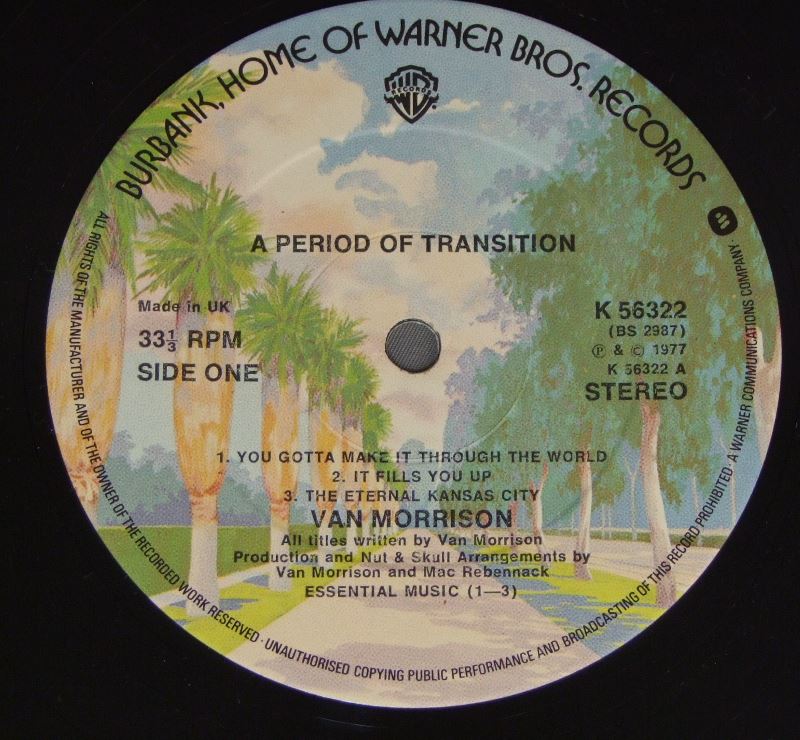 BURBANK, HOME OF WARNER BROS. RECORDS
WB
RECORDS
A PERIOD OF TRANSITION
Made in UK
33⅓ RPM
SIDE ONE
K 56322
(BS 2987)
Ⓟ & © 1977
K 56322 A
STEREO
1. YOU GOTTA MAKE IT THROUGH THE WORLD
2. IT FILLS YOU UP
3. THE ETERNAL KANSAS CITY
VAN MORRISON
All titles written by Van Morrison
Production and Nut & Skull Arrangements by
Van Morrison and Mac Rebennack
ESSENTIAL MUSIC (1—3)
ALL RIGHTS OF THE MANUFACTURER AND OF THE OWNER OF THE RECORDED WORK RESERVED · UNAUTHORISED COPYING PUBLIC PERFORMANCE AND BROADCASTING OF THIS RECORD PROHIBITED · A WARNER COMMUNICATIONS COMPANY ·